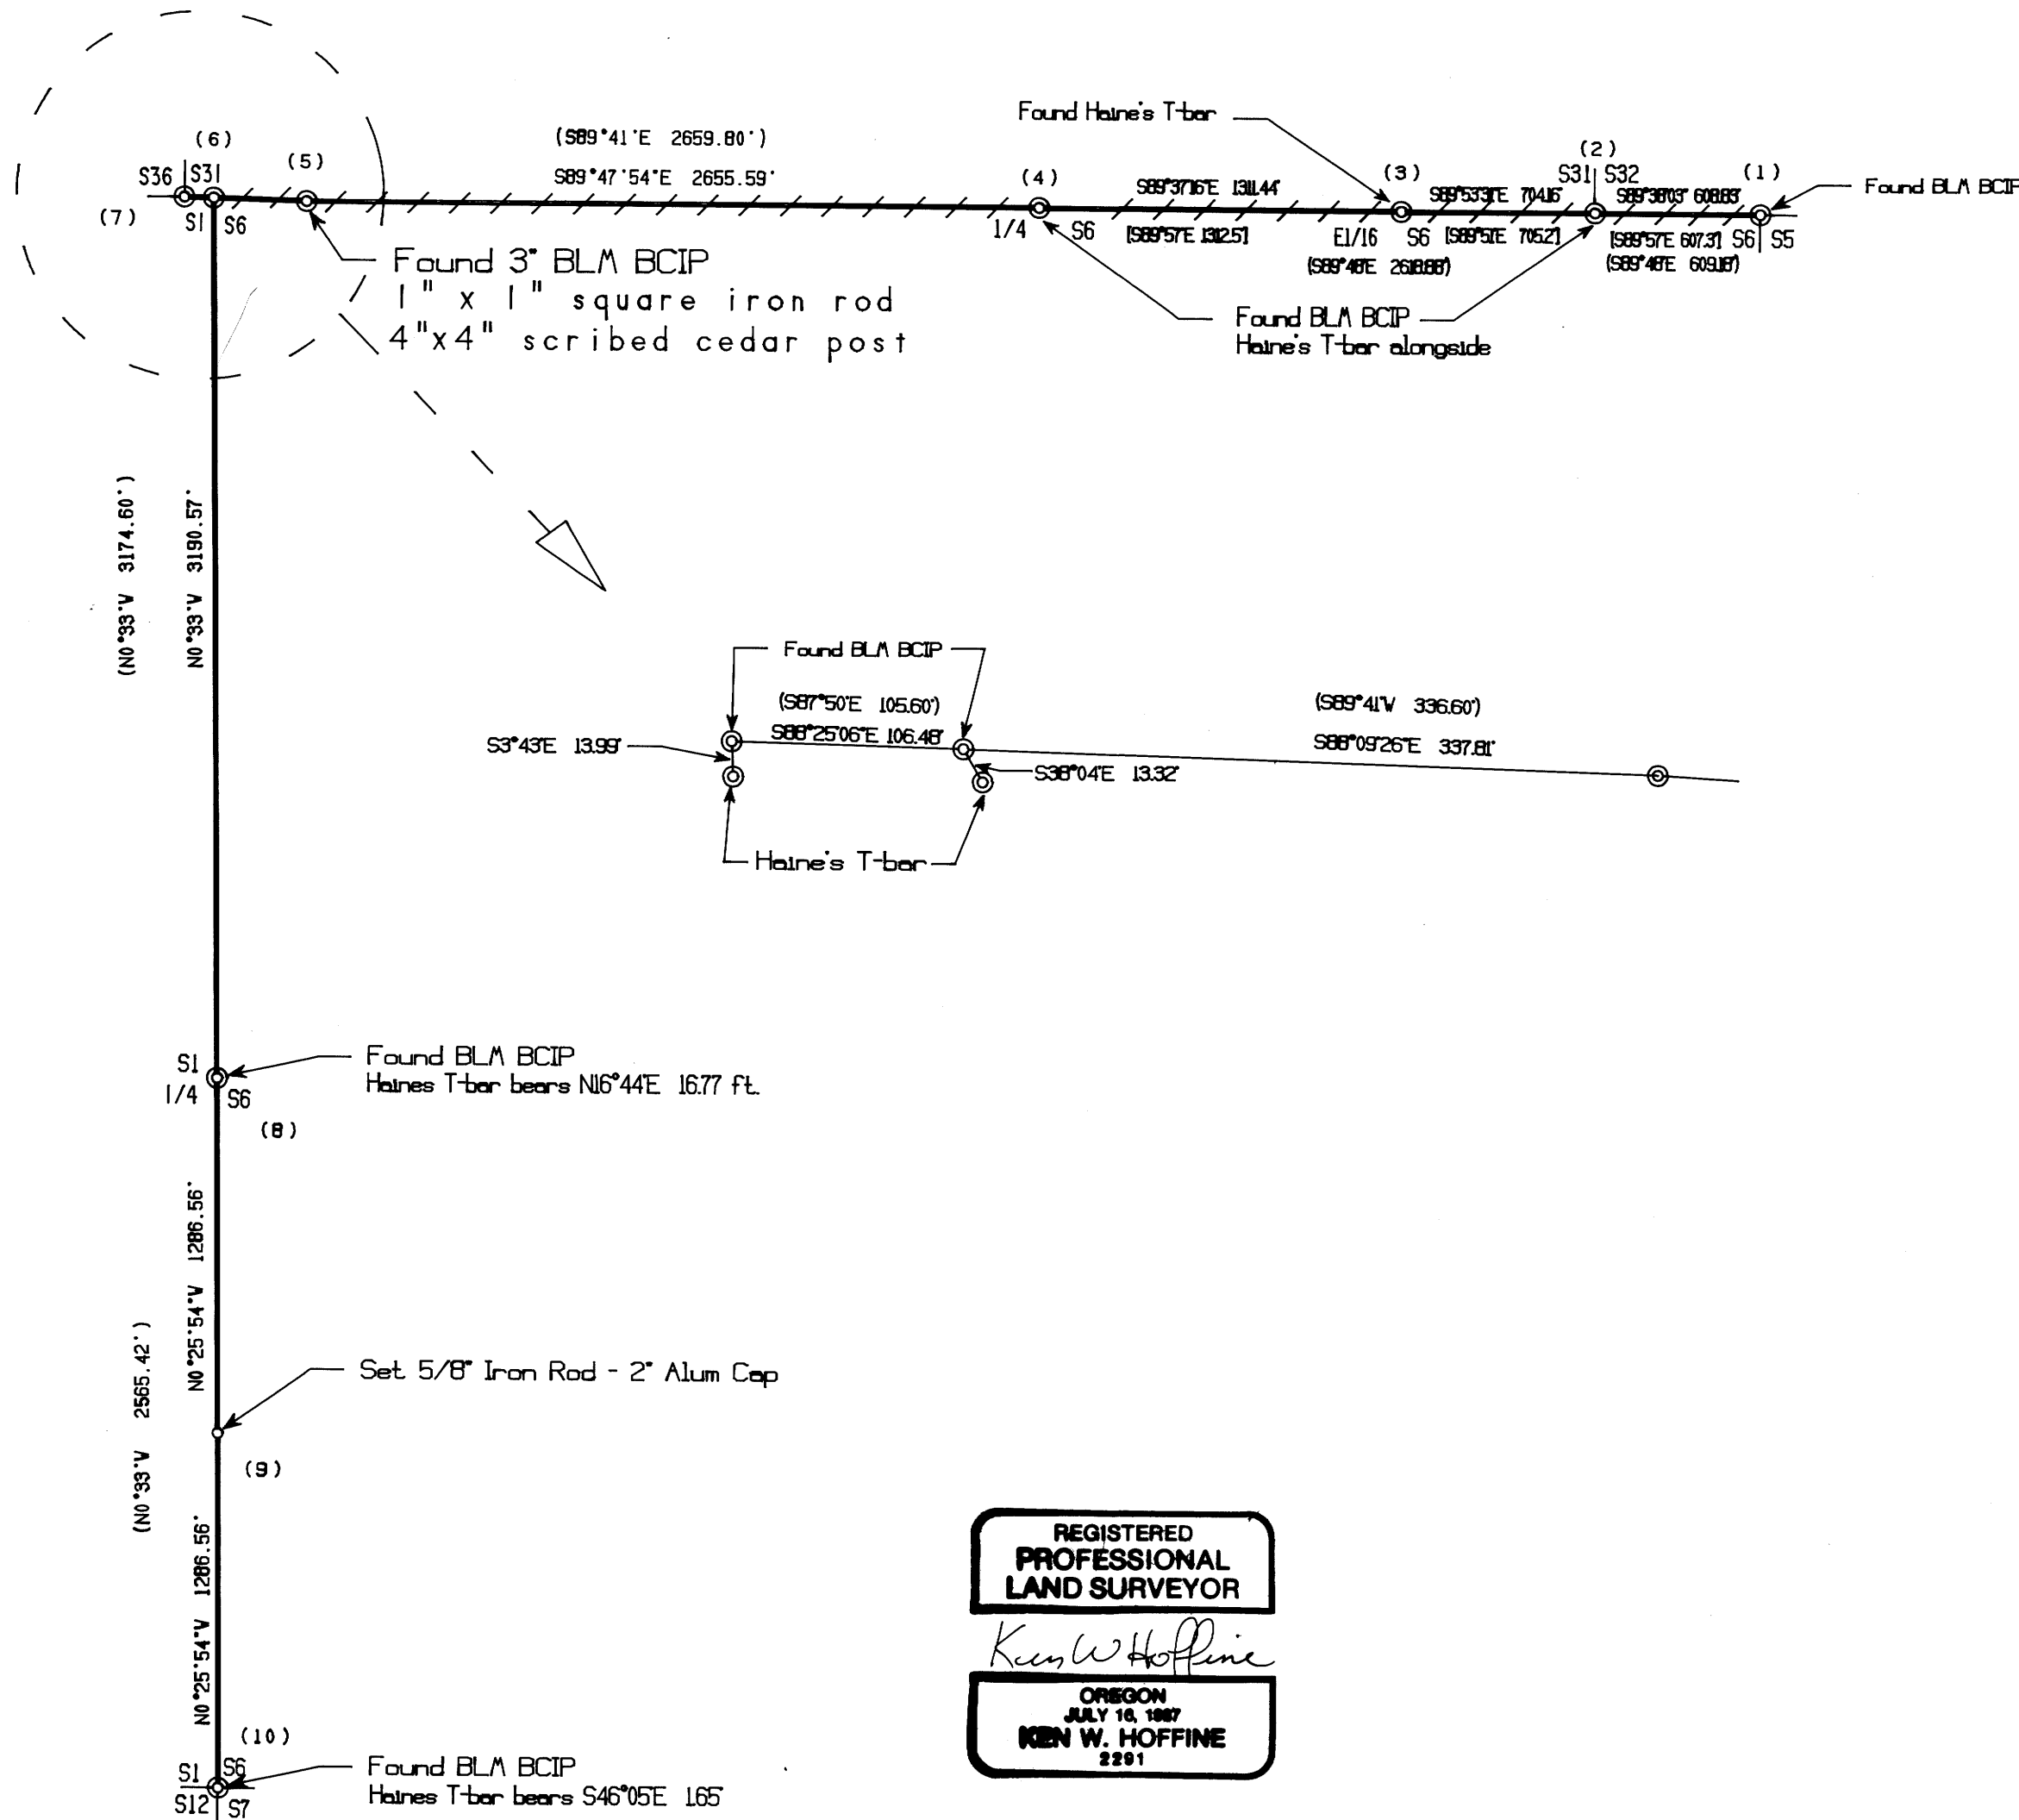 Found Haine's T-bar
(6)
(S89°41'E 2659.80')
(2)
(5)
S36 S31
S89°47'54"E 2655.59'
(4)
S89°37'16"E 1311.44'
(3)
S89°53'31"E 704.16'
S31 S32
S89°38'03" 608.83'
(1)
Found BLM BCIP
(7)
S1 S6
1/4 S6
[S89°57'E 1312.5']
E1/16 S6
[S89°51'E 705.2']
[S89°57'E 607.3']
S6 S5
(S89°48'E 2618.88')
(S89°48'E 609.18')
Found 3" BLM BCIP
1" x 1" square iron rod
4"x4" scribed cedar post
Found BLM BCIP
Haine's T-bar alongside
(N0°33'W 3174.60')
N0°33'W 3190.57'
Found BLM BCIP
(S87°50'E 105.60')
S88°25'06"E 106.48'
(S89°41'W 336.60')
S88°09'26"E 337.81'
S3°43'E 13.99'
S38°04'E 13.32'
Haine's T-bar
S1
1/4 S6
Found BLM BCIP
Haines T-bar bears N16°44'E 16.77 ft.
(8)
N0°25'54"W 1286.56'
(N0°33'W 2565.42')
Set 5/8" Iron Rod - 2" Alum Cap
(9)
N0°25'54"W 1286.56'
(10)
S1 S6
S12 S7
Found BLM BCIP
Haines T-bar bears S46°05'E 1.65'
REGISTERED
PROFESSIONAL
LAND SURVEYOR
Ken W Hoffine
OREGON
JULY 16, 1987
KEN W. HOFFINE
2291